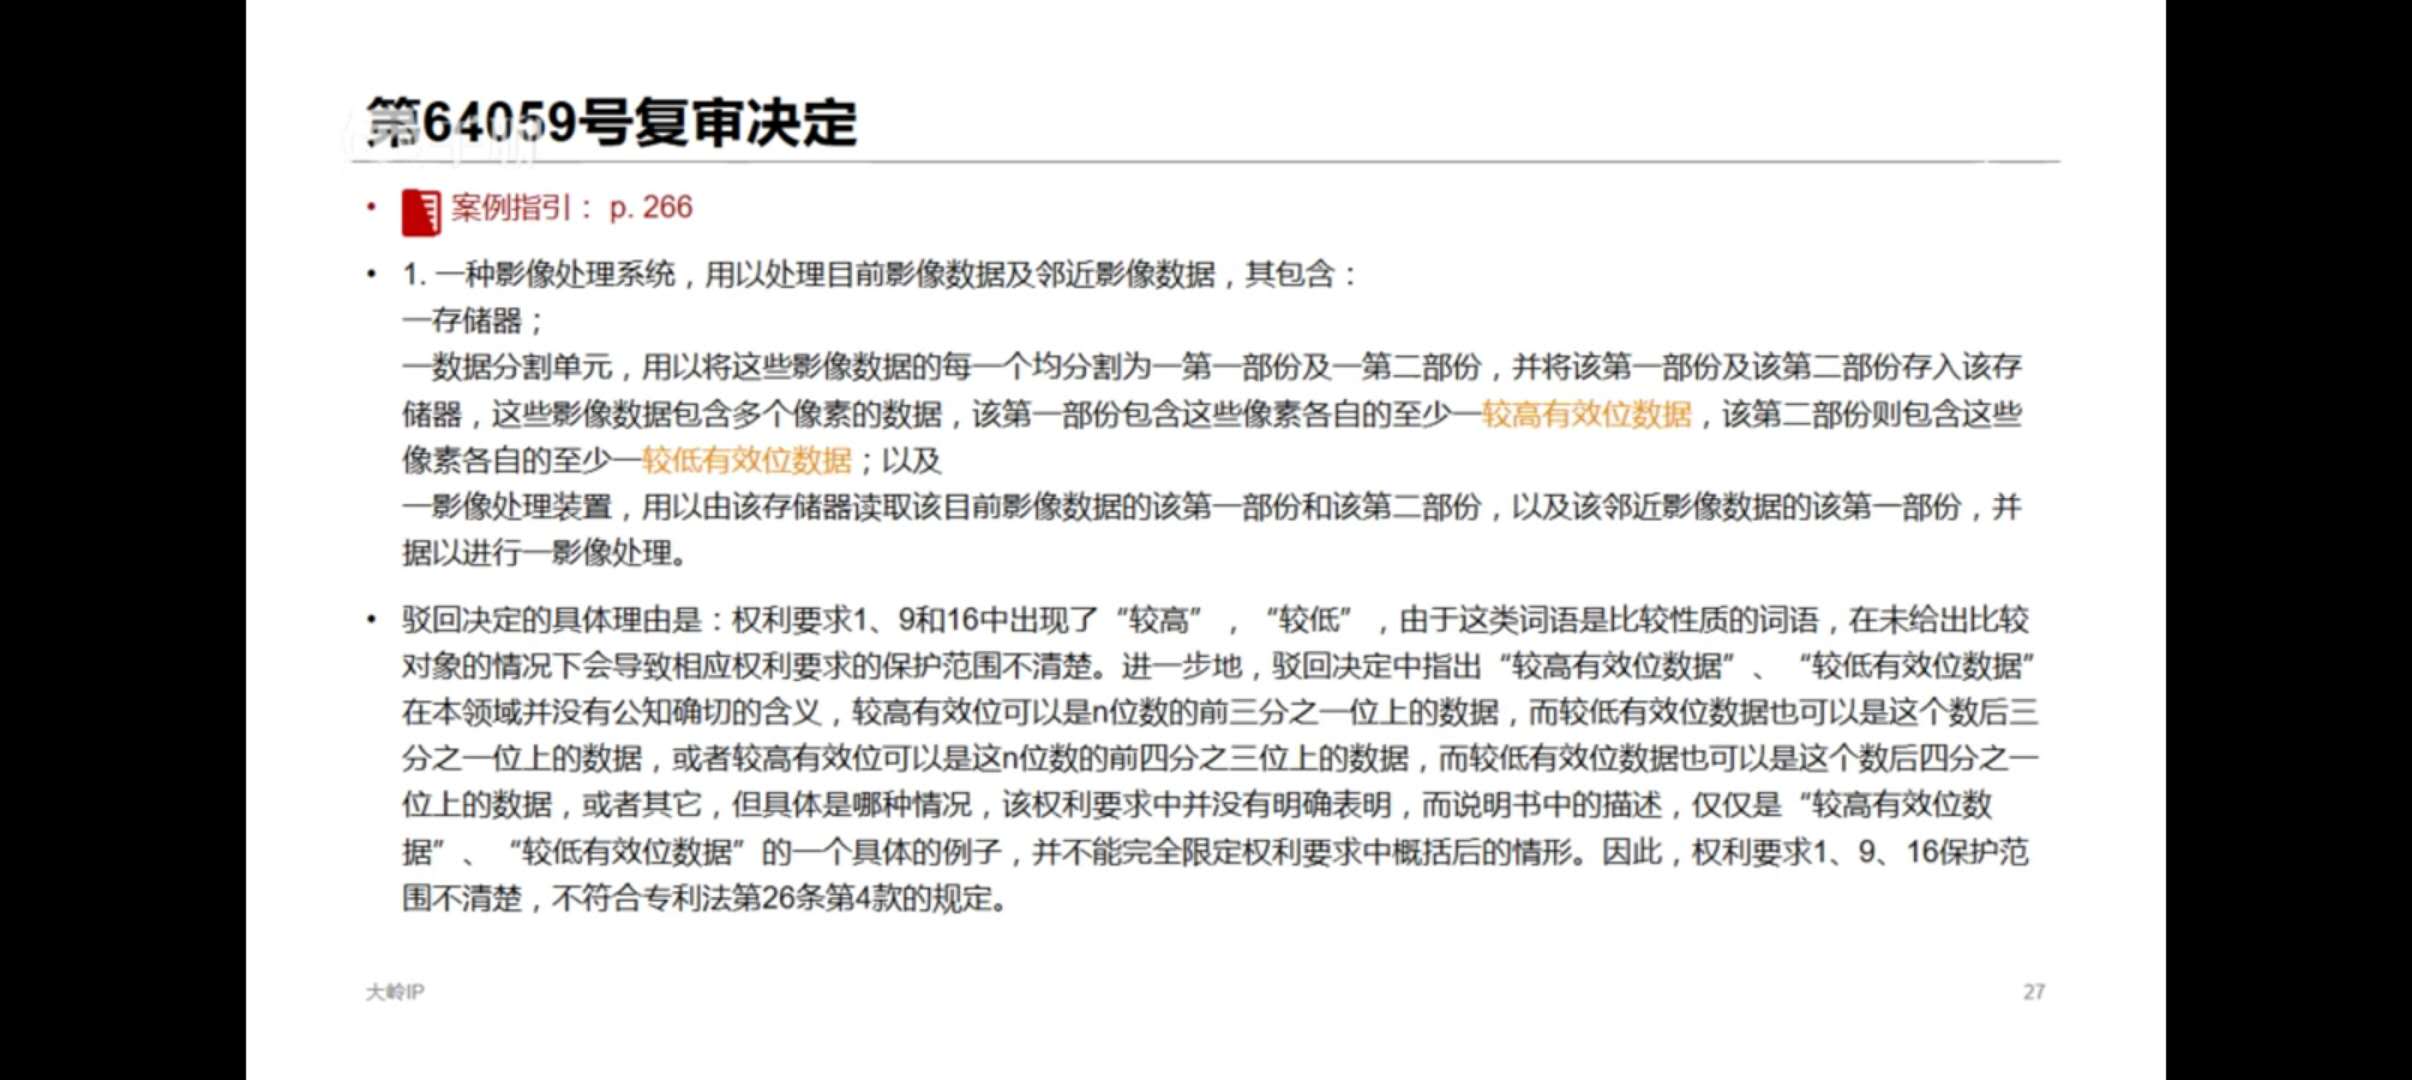 第64059号复审决定
• 案例指引： p. 266
• 1. 一种影像处理系统，用以处理目前影像数据及邻近影像数据，其包含：
一存储器；
一数据分割单元，用以将这些影像数据的每一个均分割为一第一部份及一第二部份，并将该第一部份及该第二部份存入该存
储器，这些影像数据包含多个像素的数据，该第一部份包含这些像素各自的至少一较高有效位数据，该第二部份则包含这些
像素各自的至少一较低有效位数据；以及
一影像处理装置，用以由该存储器读取该目前影像数据的该第一部份和该第二部份，以及该邻近影像数据的该第一部份，并
据以进行一影像处理。
• 驳回决定的具体理由是：权利要求1、9和16中出现了“较高”，“较低”，由于这类词语是比较性质的词语，在未给出比较
对象的情况下会导致相应权利要求的保护范围不清楚。进一步地，驳回决定中指出“较高有效位数据”、“较低有效位数据”
在本领域并没有公知确切的含义，较高有效位可以是n位数的前三分之一位上的数据，而较低有效位数据也可以是这个数后三
分之一位上的数据，或者较高有效位可以是这n位数的前四分之三位上的数据，而较低有效位数据也可以是这个数后四分之一
位上的数据，或者其它，但具体是哪种情况，该权利要求中并没有明确表明，而说明书中的描述，仅仅是“较高有效位数
据”、“较低有效位数据”的一个具体的例子，并不能完全限定权利要求中概括后的情形。因此，权利要求1、9、16保护范
围不清楚，不符合专利法第26条第4款的规定。
大岭IP
27